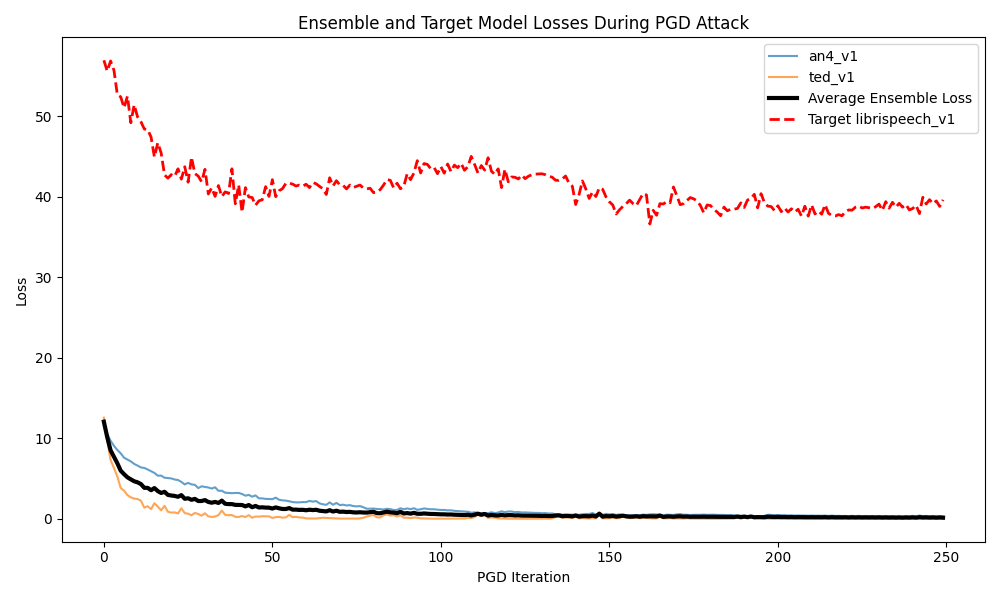 Ensemble and Target Model Losses During PGD Attack
an4_v1
ted_v1
Average Ensemble Loss
Target librispeech_v1
Loss
50
40
30
20
10
0
0 50 100 150 200 250
PGD Iteration